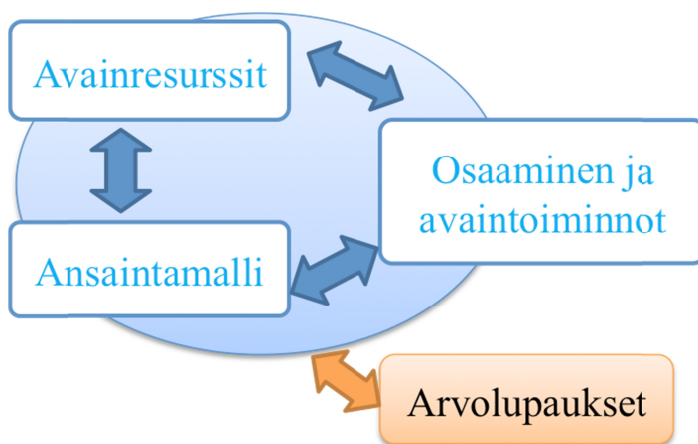 Avainresurssit
Osaaminen ja
avaintoiminnot
Ansaintamalli
Arvolupaukset